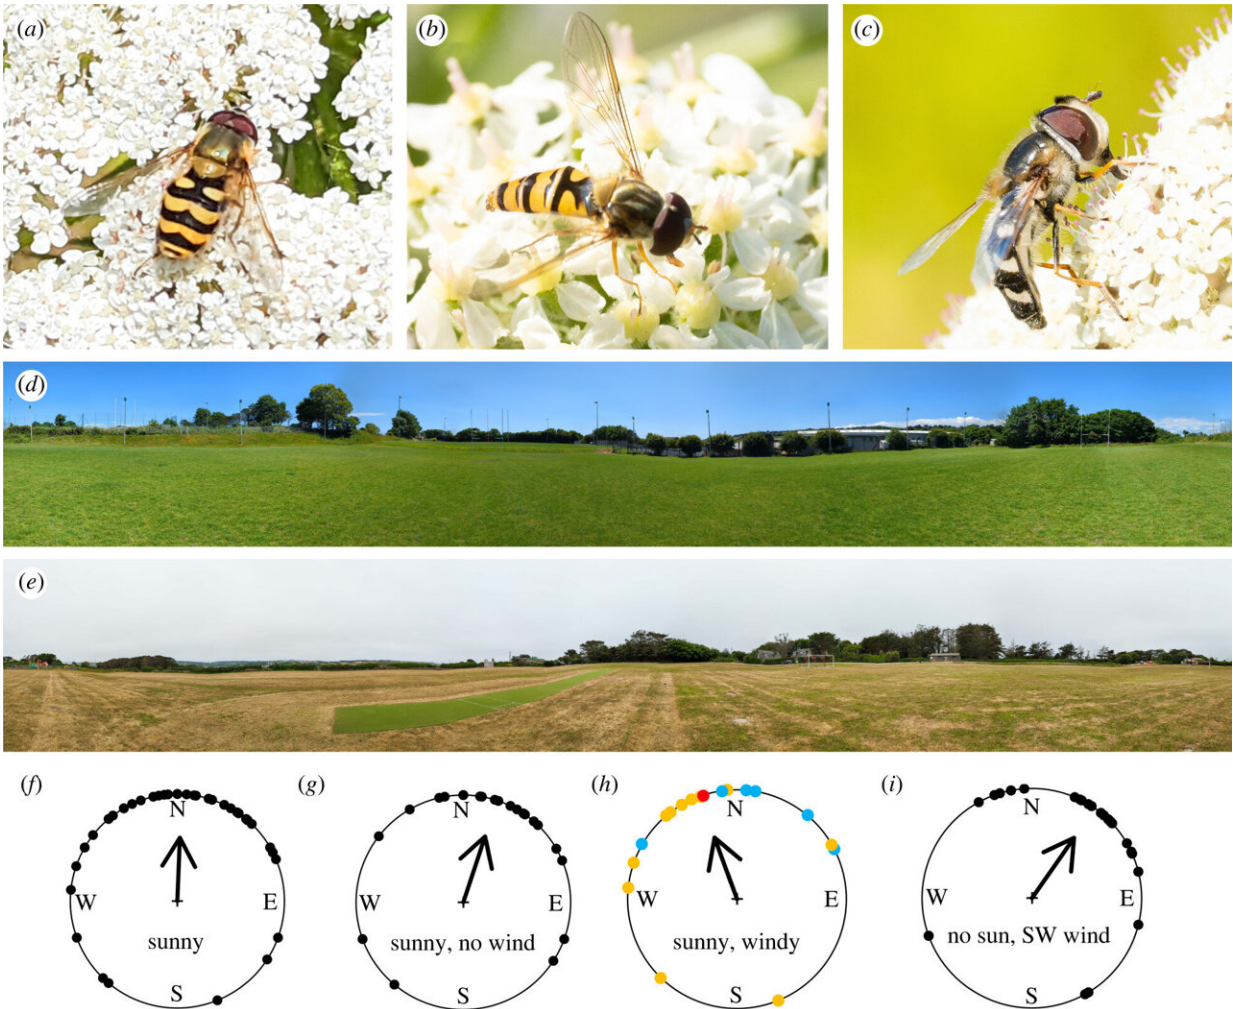 (a)
(b)
(c)
(d)
(e)
(f)
(g)
(h)
(i)
N
W
E
sunny
S
N
W
E
sunny, no wind
S
N
W
E
sunny, windy
S
N
W
E
no sun, SW wind
S